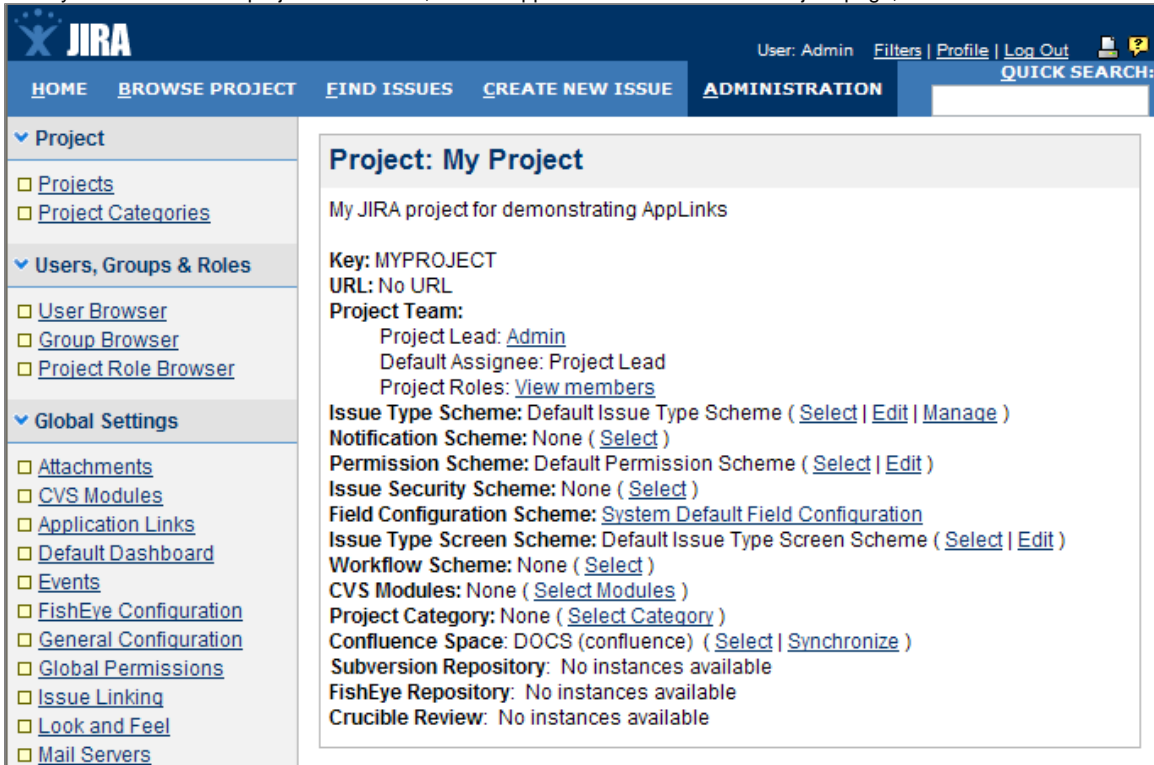 JIRA
User: Admin Filters | Profile | Log Out
QUICK SEARCH:
HOME BROWSE PROJECT FIND ISSUES CREATE NEW ISSUE ADMINISTRATION
Project
Projects
Project Categories
Users, Groups & Roles
User Browser
Group Browser
Project Role Browser
Global Settings
Attachments
CVS Modules
Application Links
Default Dashboard
Events
FishEye Configuration
General Configuration
Global Permissions
Issue Linking
Look and Feel
Mail Servers
Project: My Project
My JIRA project for demonstrating AppLinks
Key: MYPROJECT
URL: No URL
Project Team:
Project Lead: Admin
Default Assignee: Project Lead
Project Roles: View members
Issue Type Scheme: Default Issue Type Scheme ( Select | Edit | Manage )
Notification Scheme: None ( Select )
Permission Scheme: Default Permission Scheme ( Select | Edit )
Issue Security Scheme: None ( Select )
Field Configuration Scheme: System Default Field Configuration
Issue Type Screen Scheme: Default Issue Type Screen Scheme ( Select | Edit )
Workflow Scheme: None ( Select )
CVS Modules: None ( Select Modules )
Project Category: None ( Select Category )
Confluence Space: DOCS (confluence) ( Select | Synchronize )
Subversion Repository: No instances available
FishEye Repository: No instances available
Crucible Review: No instances available